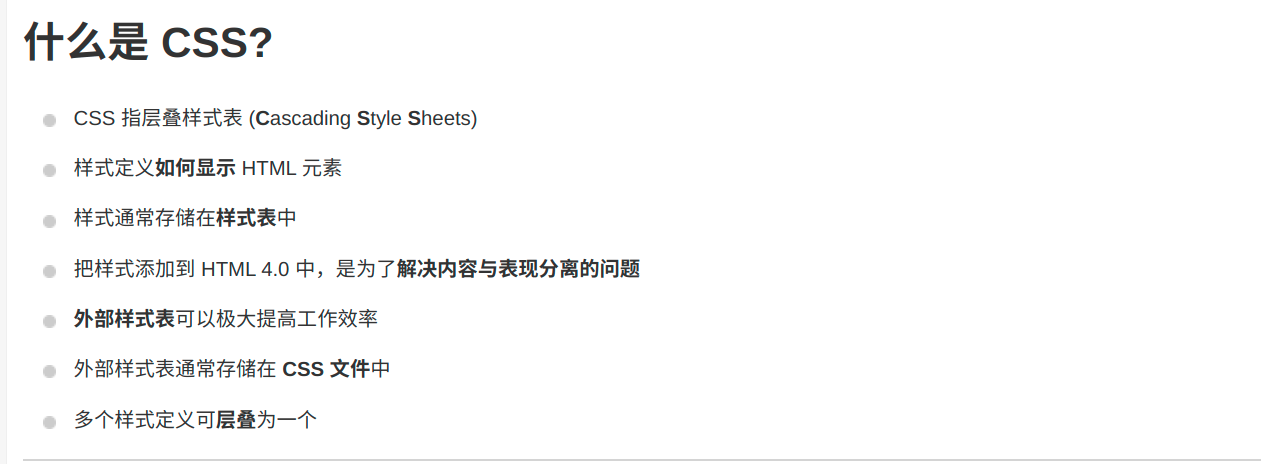 什么是 CSS?
CSS 指层叠样式表 (Cascading Style Sheets)
样式定义如何显示 HTML 元素
样式通常存储在样式表中
把样式添加到 HTML 4.0 中，是为了解决内容与表现分离的问题
外部样式表可以极大提高工作效率
外部样式表通常存储在 CSS 文件中
多个样式定义可层叠为一个